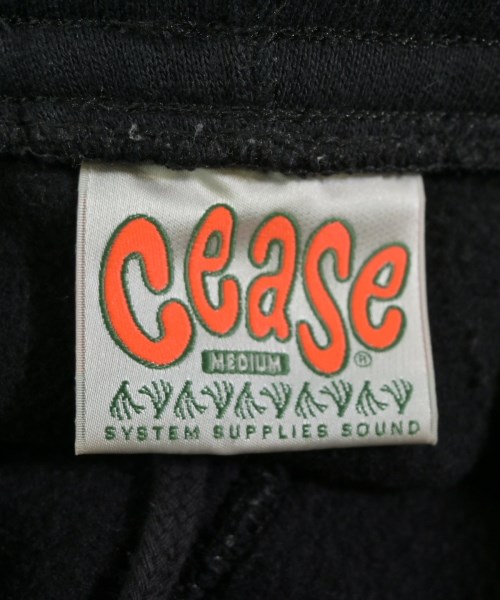 cease
MEDIUM ®
SYSTEM SUPPLIES SOUND